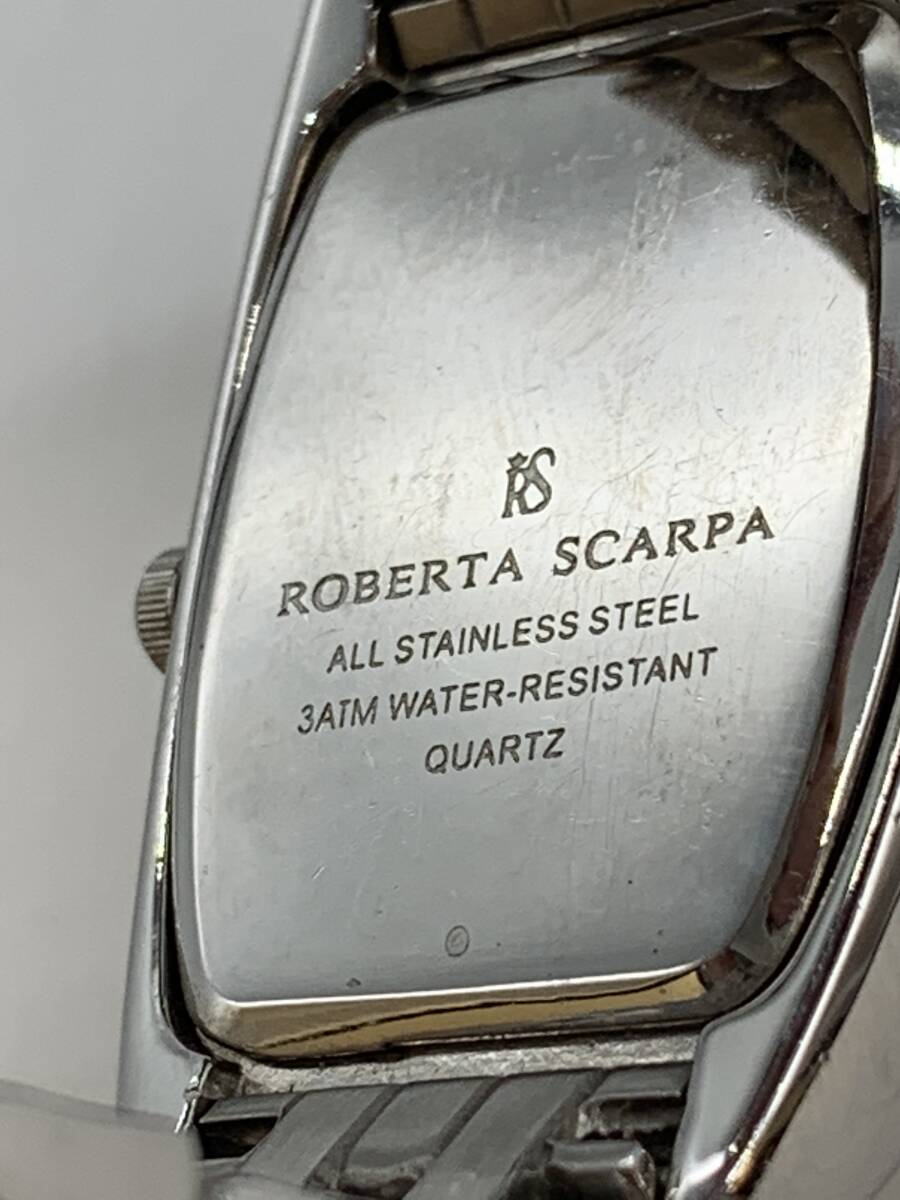 RS
ROBERTA SCARPA
ALL STAINLESS STEEL
3ATM WATER-RESISTANT
QUARTZ